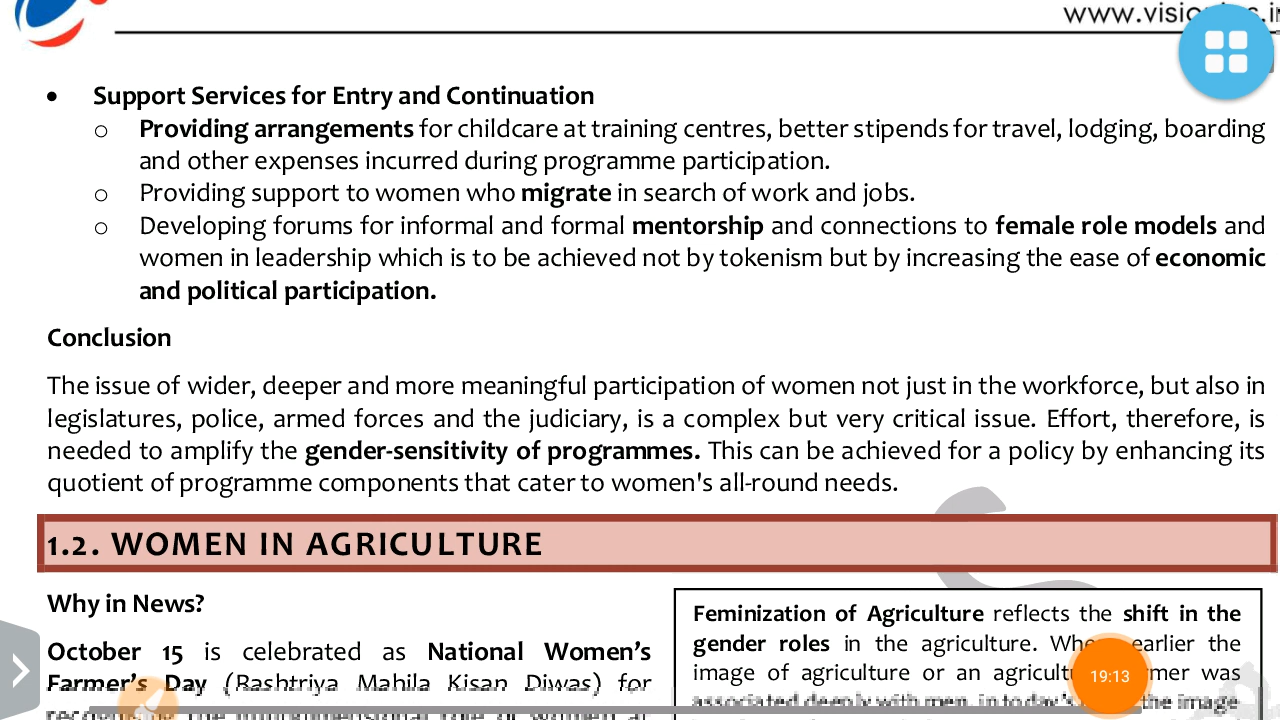 www.visio
• Support Services for Entry and Continuation
o Providing arrangements for childcare at training centres, better stipends for travel, lodging, boarding
and other expenses incurred during programme participation.
o Providing support to women who migrate in search of work and jobs.
o Developing forums for informal and formal mentorship and connections to female role models and
women in leadership which is to be achieved not by tokenism but by increasing the ease of economic
and political participation.
Conclusion
The issue of wider, deeper and more meaningful participation of women not just in the workforce, but also in
legislatures, police, armed forces and the judiciary, is a complex but very critical issue. Effort, therefore, is
needed to amplify the gender-sensitivity of programmes. This can be achieved for a policy by enhancing its
quotient of programme components that cater to women's all-round needs.
1.2. WOMEN IN AGRICULTURE
Why in News?
October 15 is celebrated as National Women's
Farmer's Day (Rashtriya Mahila Kisan Diwas) for
Feminization of Agriculture reflects the shift in the
gender roles in the agriculture. earlier the
image of agriculture or an was
associated deeply with men, in today's the image
19:13